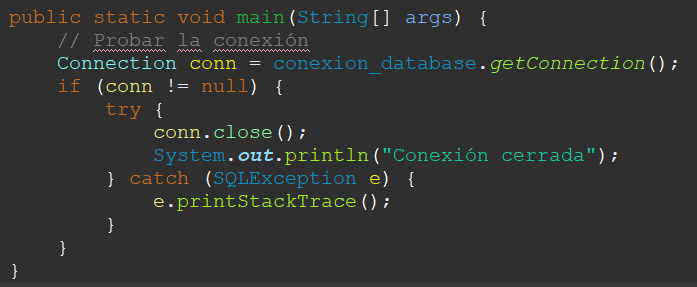 public static void main(String[] args) {
    // Probar la conexión
    Connection conn = conexion_database.getConnection();
    if (conn != null) {
        try {
            conn.close();
            System.out.println("Conexión cerrada");
        } catch (SQLException e) {
            e.printStackTrace();
        }
    }
}